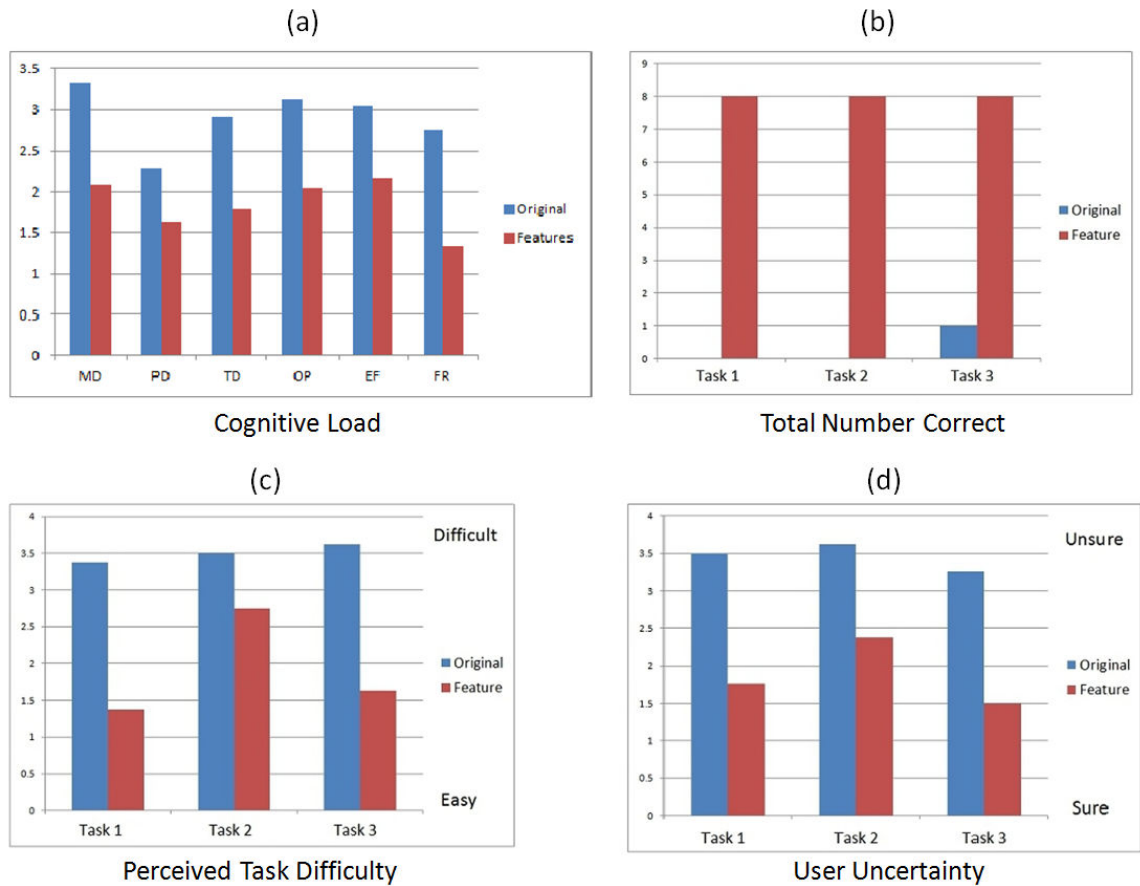 (a)
3.5
3
2.5
2
1.5
1
0.5
0
MD PD TD OP EF FR
Original
Features
Cognitive Load
(b)
9
8
7
6
5
4
3
2
1
0
Task 1 Task 2 Task 3
Original
Feature
Total Number Correct
(c)
4
3.5
3
2.5
2
1.5
1
0.5
0
Task 1 Task 2 Task 3
Difficult
Original
Feature
Easy
Perceived Task Difficulty
(d)
4
3.5
3
2.5
2
1.5
1
0.5
0
Task 1 Task 2 Task 3
Unsure
Original
Feature
Sure
User Uncertainty